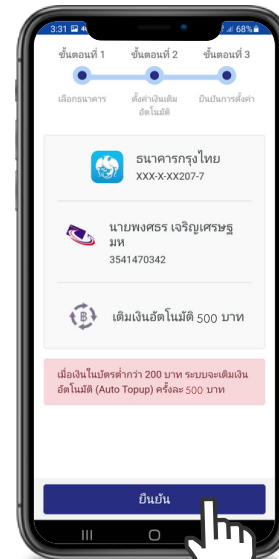 3:31
68%
ขั้นตอนที่ 1 ขั้นตอนที่ 2 ขั้นตอนที่ 3
เลือกธนาคาร ตั้งค่าเงินเติม ยืนยันการตั้งค่า
อัตโนมัติ
ธนาคารกรุงไทย
XXX-X-XX207-7
นายพงศธร เจริญเศรษฐ
มห
3541470342
เติมเงินอัตโนมัติ 500 บาท
เมื่อเงินในบัตรต่ำกว่า 200 บาท ระบบจะเติมเงิน
อัตโนมัติ (Auto Topup) ครั้งละ 500 บาท
ยืนยัน